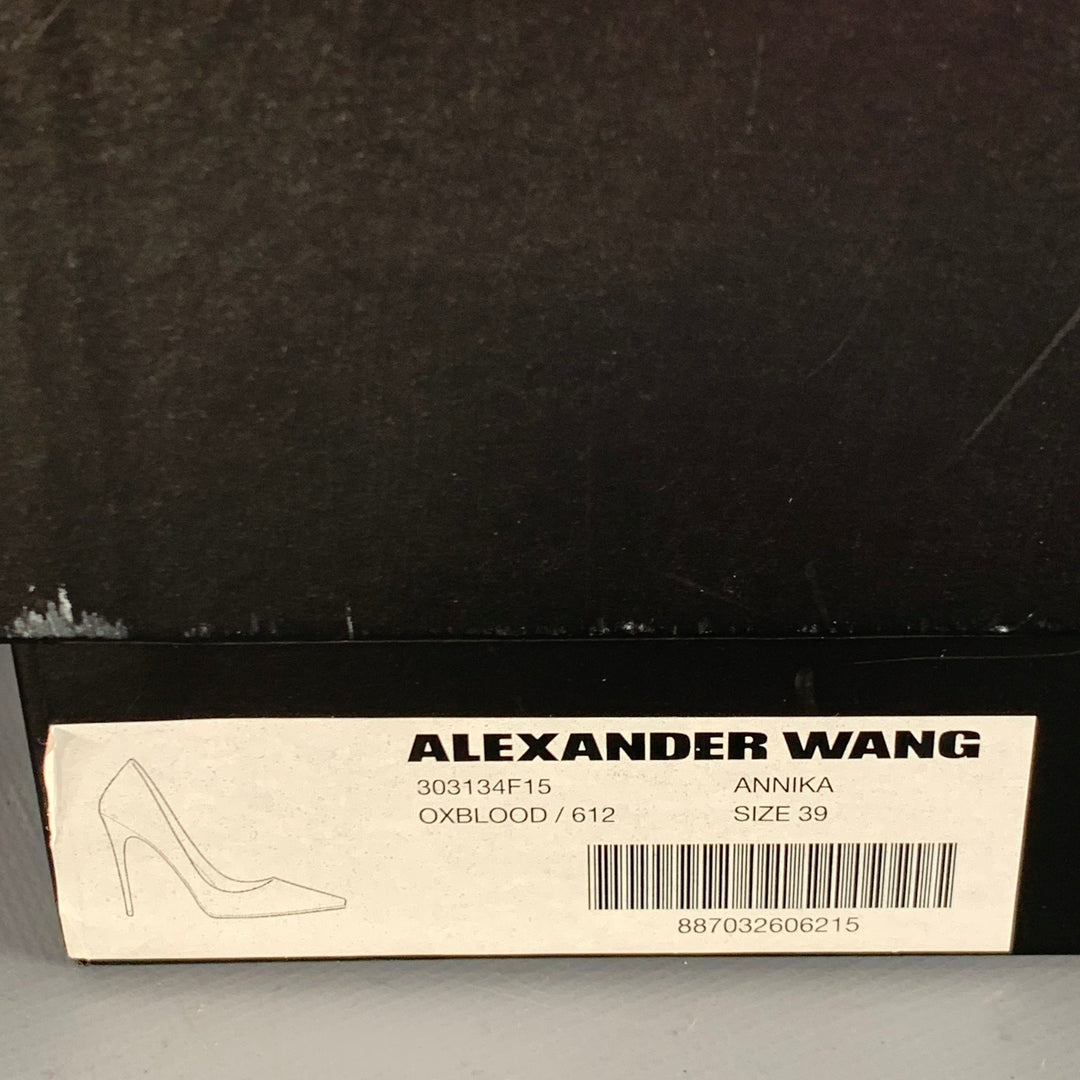 ALEXANDER WANG
303134F15 ANNIKA
OXBLOOD / 612 SIZE 39
887032606215